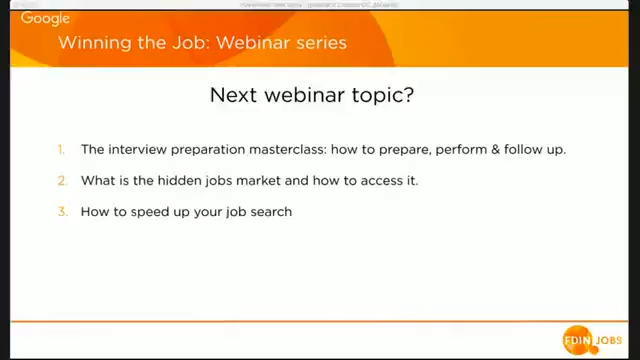 Google
Winning the Job: Webinar series
Next webinar topic?
1. The interview preparation masterclass: how to prepare, perform & follow up.
2. What is the hidden jobs market and how to access it.
3. How to speed up your job search
FDIN JOBS